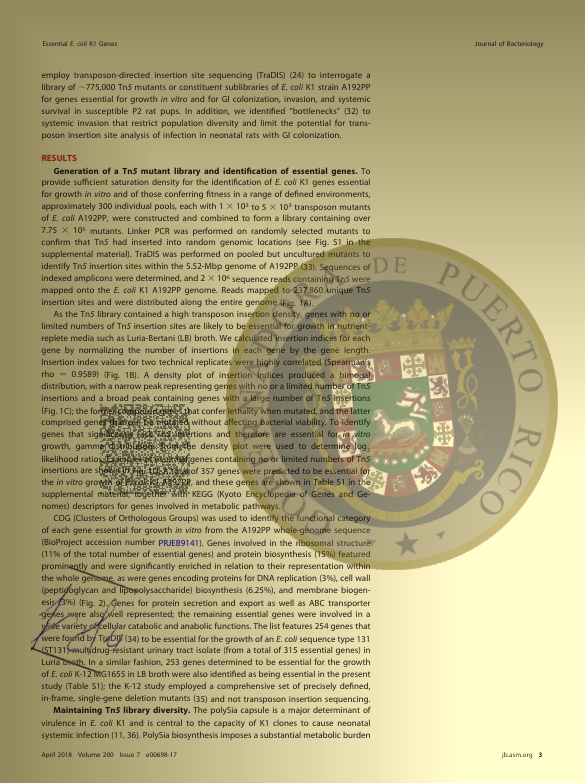 Essential E. coli K1 Genes
Journal of Bacteriology
employ transposon-directed insertion site sequencing (TraDIS) (24) to interrogate a
library of ~775,000 Tn5 mutants or constituent sublibraries of E. coli K1 strain A192PP
for genes essential for growth in vitro and for GI colonization, invasion, and systemic
survival in susceptible P2 rat pups. In addition, we identified "bottlenecks" (32) to
systemic invasion that restrict population diversity and limit the potential for trans-
poson insertion site analysis of infection in neonatal rats with GI colonization.
RESULTS
Generation of a Tn5 mutant library and identification of essential genes. To
provide sufficient saturation density for the identification of E. coli K1 genes essential
for growth in vitro and of those conferring fitness in a range of defined environments,
approximately 300 individual pools, each with 1 × 10³ to 5 × 10³ transposon mutants
of E. coli A192PP, were constructed and combined to form a library containing over
7.75 × 10⁵ mutants. Linker PCR was performed on randomly selected mutants to
confirm that Tn5 had inserted into random genomic locations (see Fig. S1 in the
supplemental material). TraDIS was performed on pooled but uncultured mutants to
identify Tn5 insertion sites within the 5.52-Mbp genome of A192PP (33). Sequences of
indexed amplicons were determined, and 2 × 10⁶ sequence reads containing Tn5 were
mapped onto the E. coli A192PP genome. Reads mapped to 237,860 unique Tn5
insertion sites and were distributed along the entire genome (Fig. 1A).
As the Tn5 library contained a high transposon insertion density, genes with no or
limited numbers of Tn5 insertion sites are likely to be essential for growth in nutrient-
replete media such as Luria-Bertani (LB) broth. We calculated insertion indices for each
gene by normalizing the number of insertions in each gene by the gene length.
Insertion index values for two technical replicates were highly correlated (Spearman's
rho = 0.9589) (Fig. 1B). A density plot of insertion indices produced a bimodal
distribution, with a narrow peak representing genes with no or a limited number of Tn5
insertions and a broad peak containing genes with a large number of Tn5 insertions
(Fig. 1C); the former comprised genes that confer lethality when mutated, and the latter
comprised genes that can be mutated without affecting bacterial viability. To identify
genes that significantly lack Tn5 insertions and therefore are essential for in vitro
growth, gamma distributions from the density plot were used to determine log₂
likelihood ratios. Examples of essential genes containing no or limited numbers of Tn5
insertions are shown in Fig. 1D. A total of 357 genes were predicted to be essential for
the in vitro growth of E. coli K1 A192PP, and these genes are shown in Table S1 in the
supplemental material, together with KEGG (Kyoto Encyclopedia of Genes and Ge-
nomes) descriptors for genes involved in metabolic pathways.
COG (Clusters of Orthologous Groups) was used to identify the functional category
of each gene essential for growth in vitro from the A192PP whole-genome sequence
(BioProject accession number PRJEB9141). Genes involved in the ribosomal structure
(11% of the total number of essential genes) and protein biosynthesis (15%) featured
prominently and were significantly enriched in relation to their representation within
the whole genome, as were genes encoding proteins for DNA replication (3%), cell wall
(peptidoglycan and lipopolysaccharide) biosynthesis (6.25%), and membrane biogen-
esis (3%) (Fig. 2). Genes for protein secretion and export as well as ABC transporter
genes were also well represented; the remaining essential genes were involved in a
wide variety of cellular catabolic and anabolic functions. The list features 254 genes that
were found by TraDIS (34) to be essential for the growth of an E. coli sequence type 131
(ST131) multidrug-resistant urinary tract isolate (from a total of 315 essential genes) in
Luria broth. In a similar fashion, 253 genes determined to be essential for the growth
of E. coli K-12 MG1655 in LB broth were also identified as being essential in the present
study (Table S1); the K-12 study employed a comprehensive set of precisely defined,
in-frame, single-gene deletion mutants (35) and not transposon insertion sequencing.
Maintaining Tn5 library diversity. The polySia capsule is a major determinant of
virulence in E. coli K1 and is central to the capacity of K1 clones to cause neonatal
systemic infection (11, 36). PolySia biosynthesis imposes a substantial metabolic burden
DE PUERTO RICO
April 2018 Volume 200 Issue 7 e00698-17
jb.asm.org 3